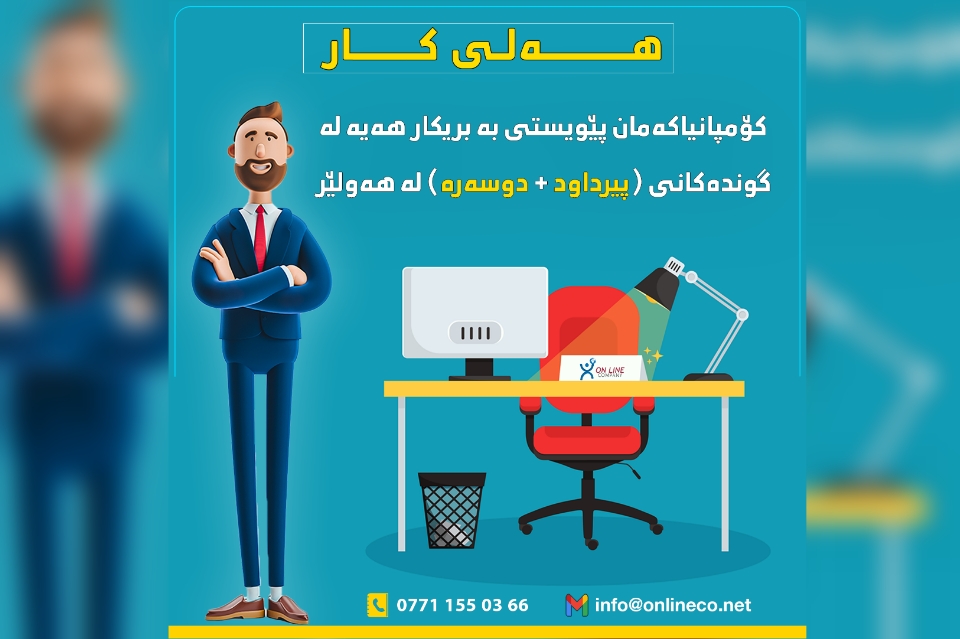 هەلی کار
کۆمپانیاکەمان پێویستی بە بریکار هەیە لە
گوندەکانی (پیرداود + دوسەرە) لە هەولێر
ON LINE
COMPANY
0771 155 03 66
info@onlineco.net